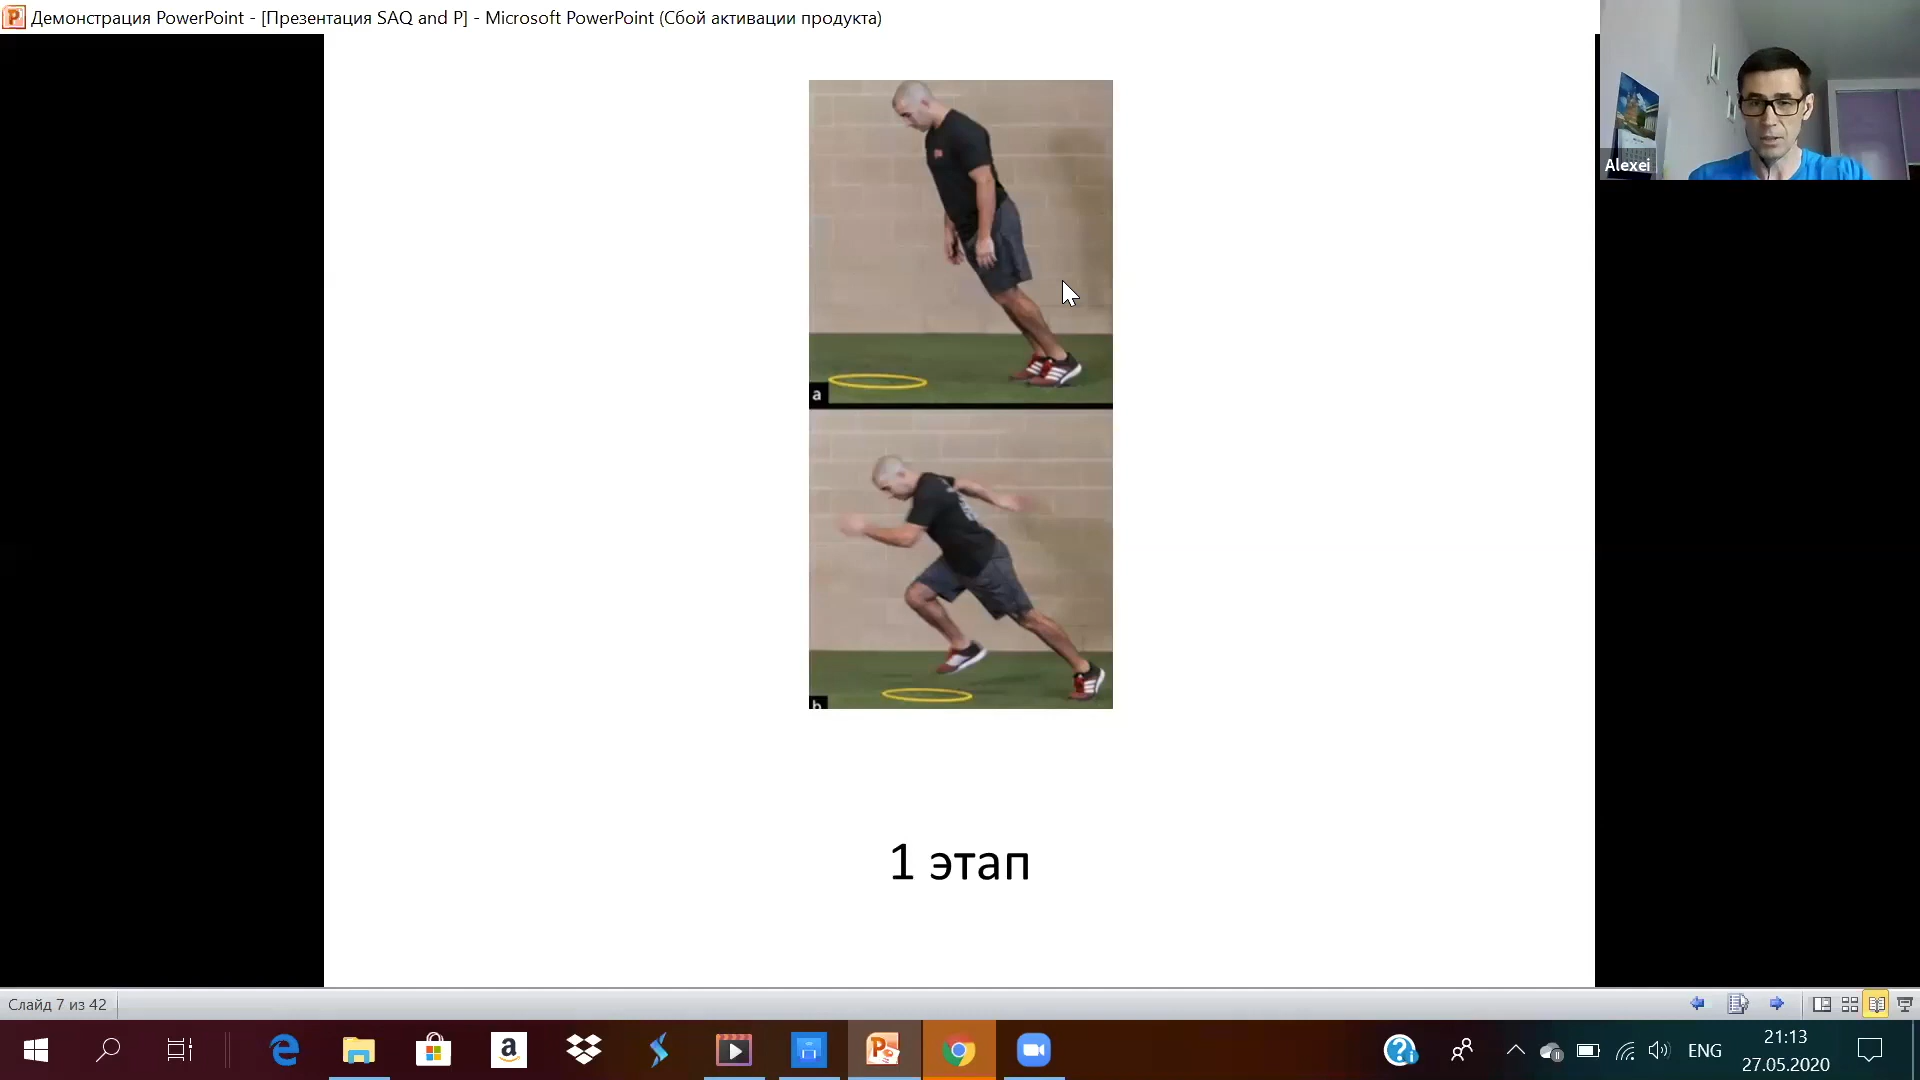 Демонстрация PowerPoint - [Презентация SAQ and P] - Microsoft PowerPoint (Сбой активации продукта)
Alexei
a
b
1 этап
Слайд 7 из 42
ENG
21:13
27.05.2020